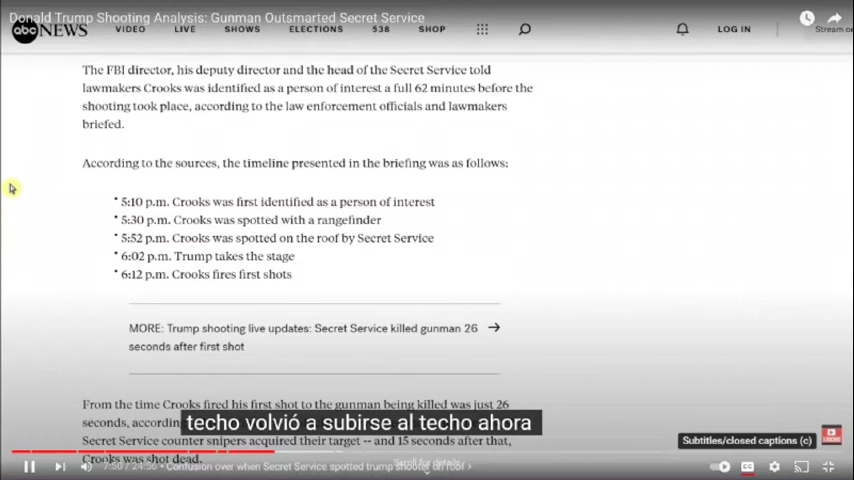 Donald Trump Shooting Analysis: Gunman Outsmarted Secret Service
abc NEWS VIDEO LIVE SHOWS ELECTIONS 538 SHOP LOG IN Stream on
The FBI director, his deputy director and the head of the Secret Service told
lawmakers Crooks was identified as a person of interest a full 62 minutes before the
shooting took place, according to the law enforcement officials and lawmakers
briefed.
According to the sources, the timeline presented in the briefing was as follows:
• 5:10 p.m. Crooks was first identified as a person of interest
• 5:30 p.m. Crooks was spotted with a rangefinder
• 5:52 p.m. Crooks was spotted on the roof by Secret Service
• 6:02 p.m. Trump takes the stage
• 6:12 p.m. Crooks fires first shots
MORE: Trump shooting live updates: Secret Service killed gunman 26
seconds after first shot
From the time Crooks fired his first shot to the gunman being killed was just 26
seconds, accordin
techo volvió a subirse al techo ahora
Secret Service counter snipers acquired their target -- and 15 seconds after that,
Subtitles/closed captions (c)
Crooks was shot dead.
7:50 / 24:56 • Confusion over when Secret Service spotted trump shooter on roof ›
Scroll for details